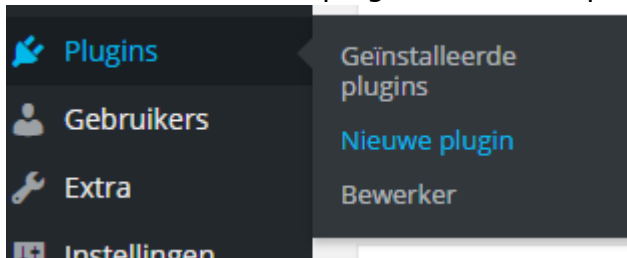 Plugins
Gebruikers
Extra
Instellingen
Geïnstalleerde
plugins
Nieuwe plugin
Bewerker